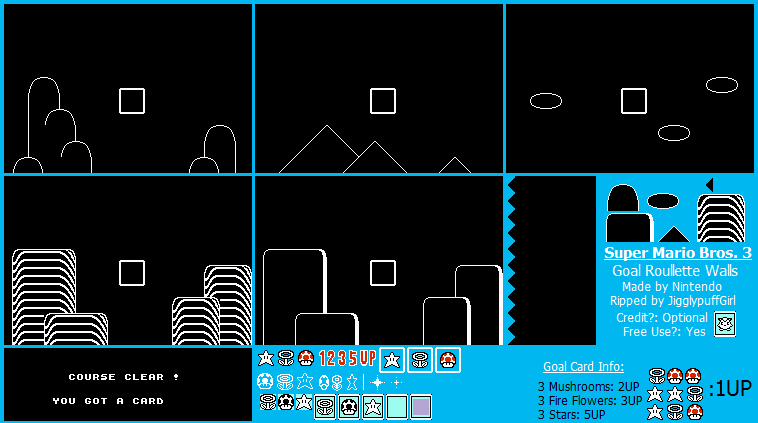 Super Mario Bros. 3
Goal Roullette Walls
Made by Nintendo
Ripped by JigglypuffGirl
Credit?: Optional
Free Use?: Yes
COURSE CLEAR !
YOU GOT A CARD
1235UP
Goal Card Info:
3 Mushrooms: 2UP
3 Fire Flowers: 3UP
3 Stars: 5UP
:1UP